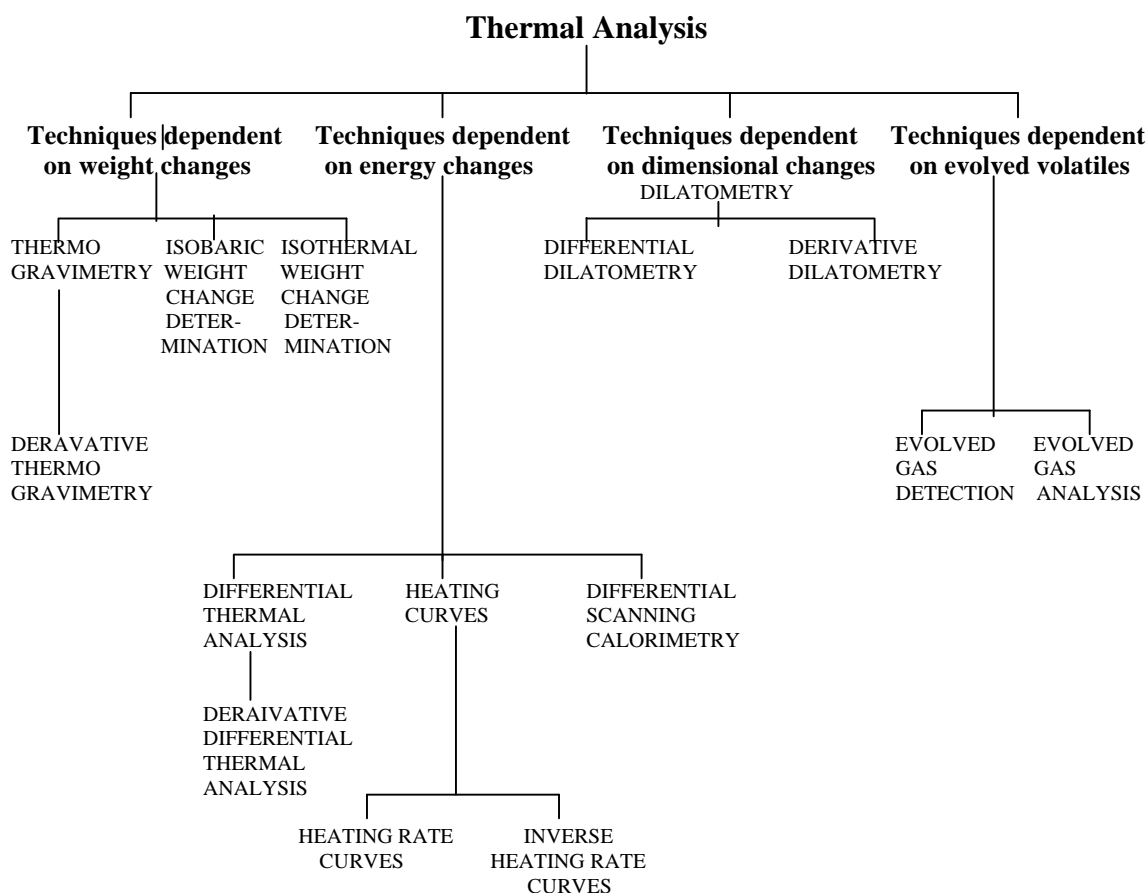 Thermal Analysis
Techniques dependent
on weight changes
Techniques dependent
on energy changes
Techniques dependent
on dimensional changes
DILATOMETRY
Techniques dependent
on evolved volatiles
THERMO
GRAVIMETRY
ISOBARIC
WEIGHT
CHANGE
DETER-
MINATION
ISOTHERMAL
WEIGHT
CHANGE
DETER-
MINATION
DIFFERENTIAL
DILATOMETRY
DERIVATIVE
DILATOMETRY
DERAVATIVE
THERMO
GRAVIMETRY
EVOLVED
GAS
DETECTION
EVOLVED
GAS
ANALYSIS
DIFFERENTIAL
THERMAL
ANALYSIS
HEATING
CURVES
DIFFERENTIAL
SCANNING
CALORIMETRY
DERAIVATIVE
DIFFERENTIAL
THERMAL
ANALYSIS
HEATING RATE
CURVES
INVERSE
HEATING RATE
CURVES